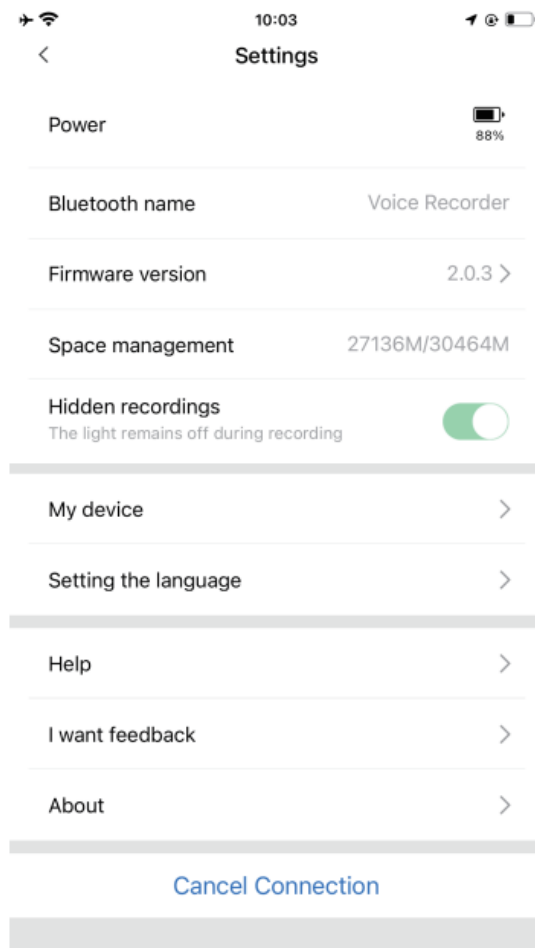 10:03
Settings
Power
88%
Bluetooth name Voice Recorder
Firmware version 2.0.3
Space management 27136M/30464M
Hidden recordings
The light remains off during recording
My device
Setting the language
Help
I want feedback
About
Cancel Connection